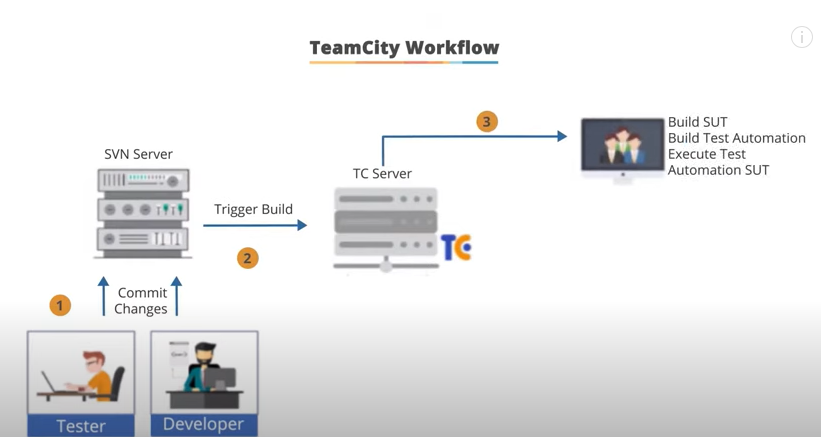 TeamCity Workflow
3
Build SUT
Build Test Automation
Execute Test
Automation SUT
SVN Server
TC Server
Trigger Build
TC
2
1
Commit
Changes
Tester
Developer